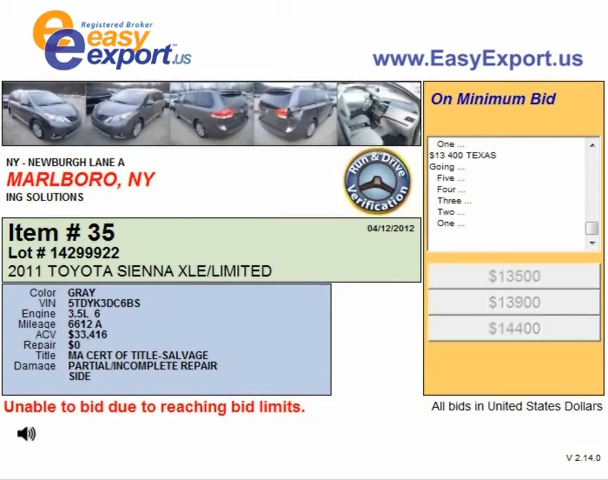 Registered Broker
easy
export.us
www.EasyExport.us
On Minimum Bid
One ...
$13 400 TEXAS
Going ...
Five ...
Four ...
Three ...
Two ...
One ...
NY - NEWBURGH LANE A
MARLBORO, NY
ING SOLUTIONS
Run & Drive
Verification
Item # 35
04/12/2012
Lot # 14299922
2011 TOYOTA SIENNA XLE/LIMITED
$13500
$13900
$14400
Color GRAY
VIN 5TDYK3DC6BS
Engine 3.5L 6
Mileage 6612 A
ACV $33,416
Repair $0
Title MA CERT OF TITLE-SALVAGE
Damage PARTIAL/INCOMPLETE REPAIR
SIDE
Unable to bid due to reaching bid limits.
All bids in United States Dollars
V 2.14.0